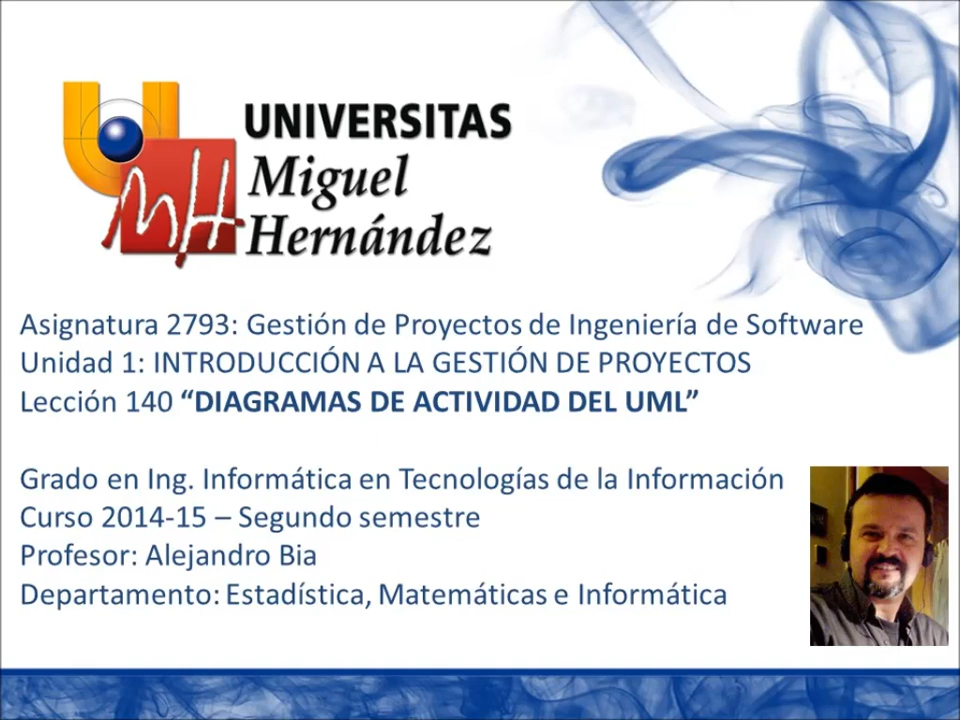 UNIVERSITAS
Miguel
Hernández
Asignatura 2793: Gestión de Proyectos de Ingeniería de Software
Unidad 1: INTRODUCCIÓN A LA GESTIÓN DE PROYECTOS
Lección 140 “DIAGRAMAS DE ACTIVIDAD DEL UML”
Grado en Ing. Informática en Tecnologías de la Información
Curso 2014-15 – Segundo semestre
Profesor: Alejandro Bia
Departamento: Estadística, Matemáticas e Informática